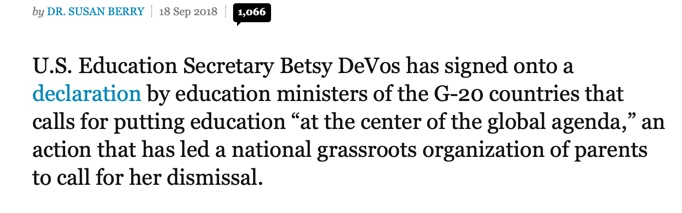 by DR. SUSAN BERRY 18 Sep 2018 1,066
U.S. Education Secretary Betsy DeVos has signed onto a
declaration by education ministers of the G-20 countries that
calls for putting education “at the center of the global agenda,” an
action that has led a national grassroots organization of parents
to call for her dismissal.